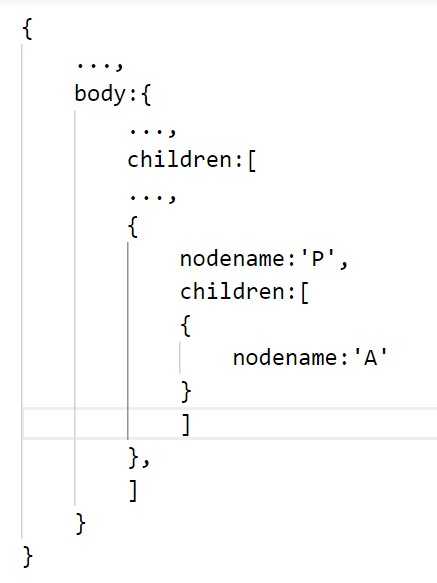 {
...,
body:{
...,
children:[
...,
{
nodename:'P',
children:[
{
nodename:'A'
}
]
},
]
}
}